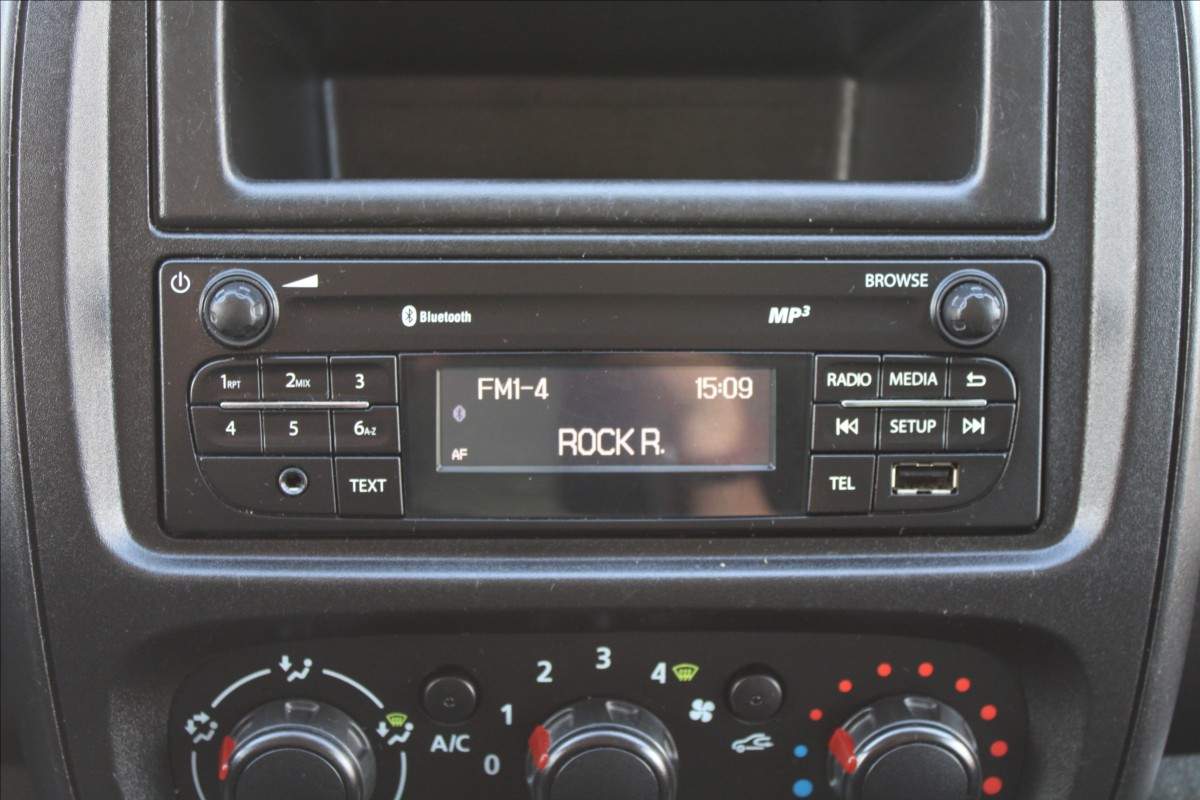 BROWSE
Bluetooth MP3
1RPT 2MIX 3
FM1-4 15:09
RADIO MEDIA
4 5 6A-Z
ROCK R.
SETUP
AF
TEXT
TEL
3
2 4
1
A/C 0